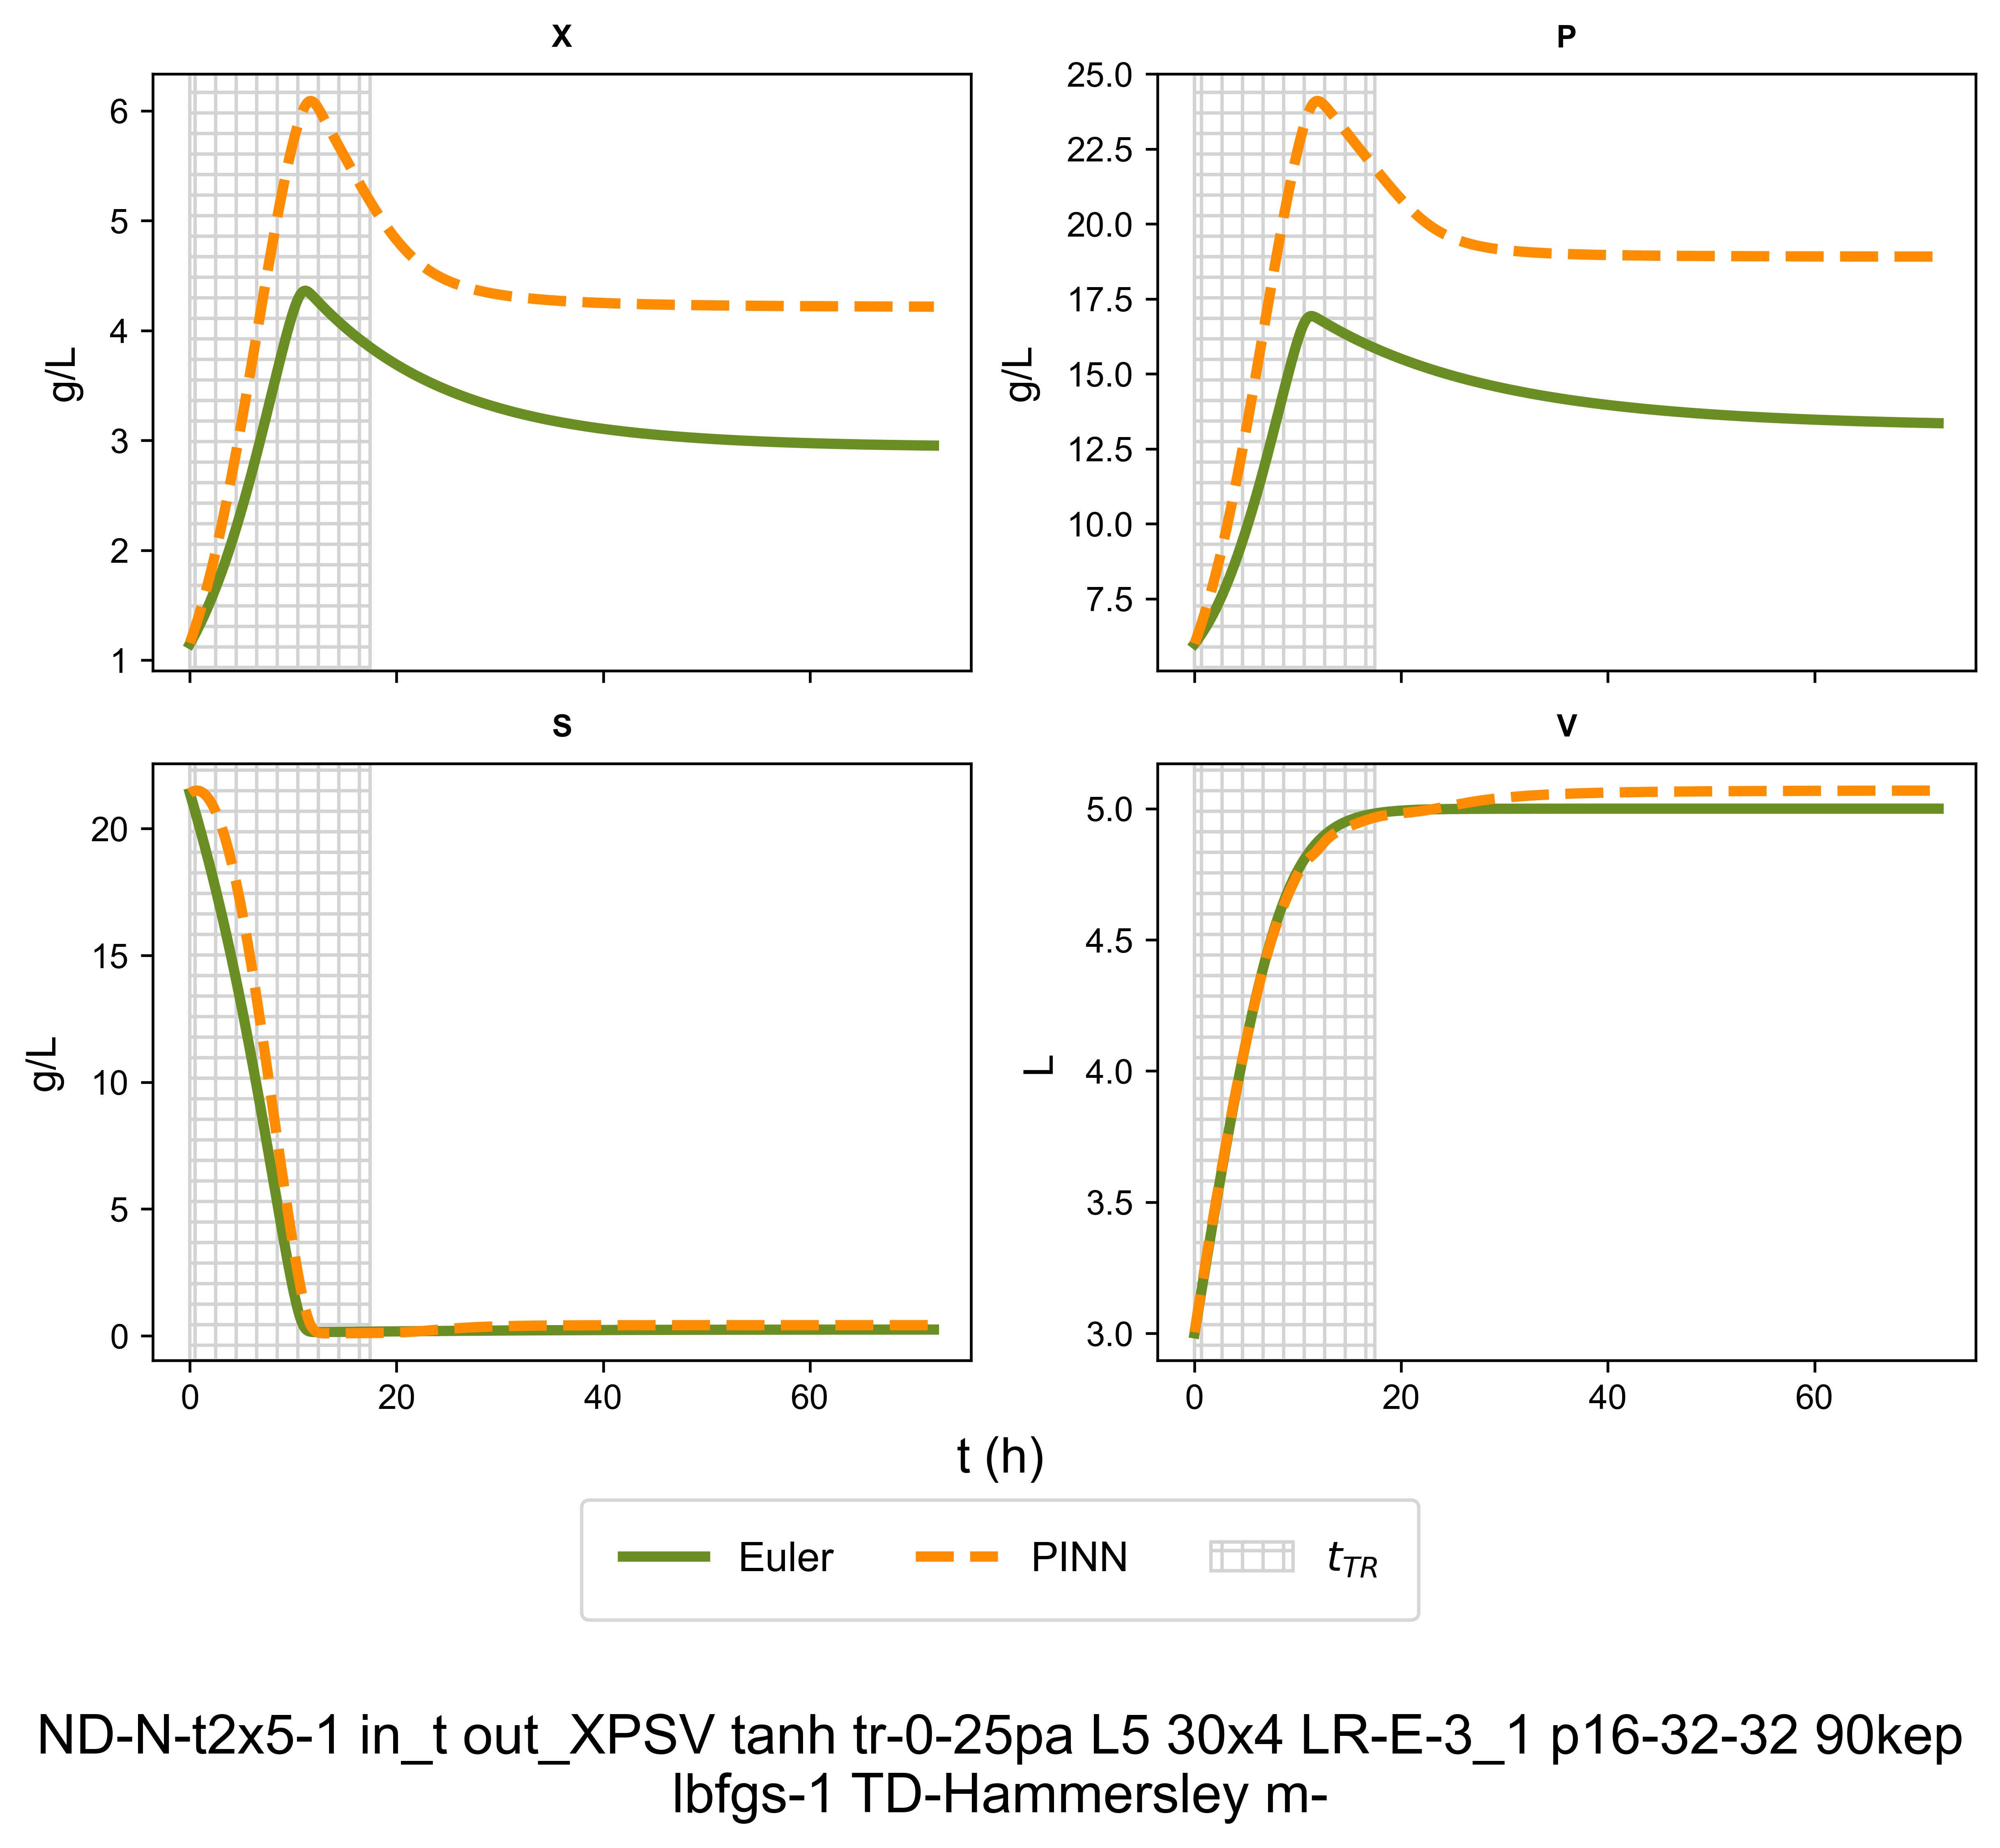 X
P
6
5
4
3
2
1
g/L
25.0
22.5
20.0
17.5
15.0
12.5
10.0
7.5
g/L
S
V
20
15
10
5
0
g/L
0
20
40
60
5.0
4.5
4.0
3.5
3.0
L
0
20
40
60
t (h)
Euler PINN t_TR
ND-N-t2x5-1 in_t out_XPSV tanh tr-0-25pa L5 30x4 LR-E-3_1 p16-32-32 90kep
lbfgs-1 TD-Hammersley m-